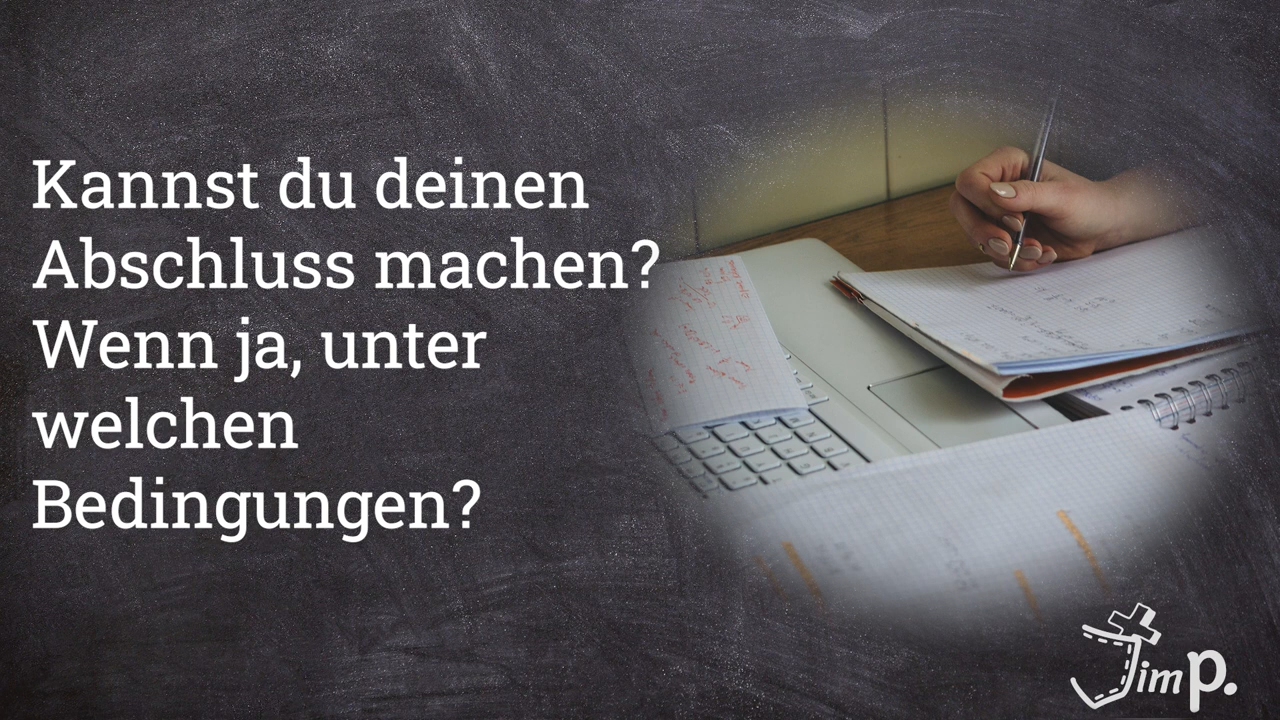 Kannst du deinen
Abschluss machen?
Wenn ja, unter
welchen
Bedingungen?
Jim P.